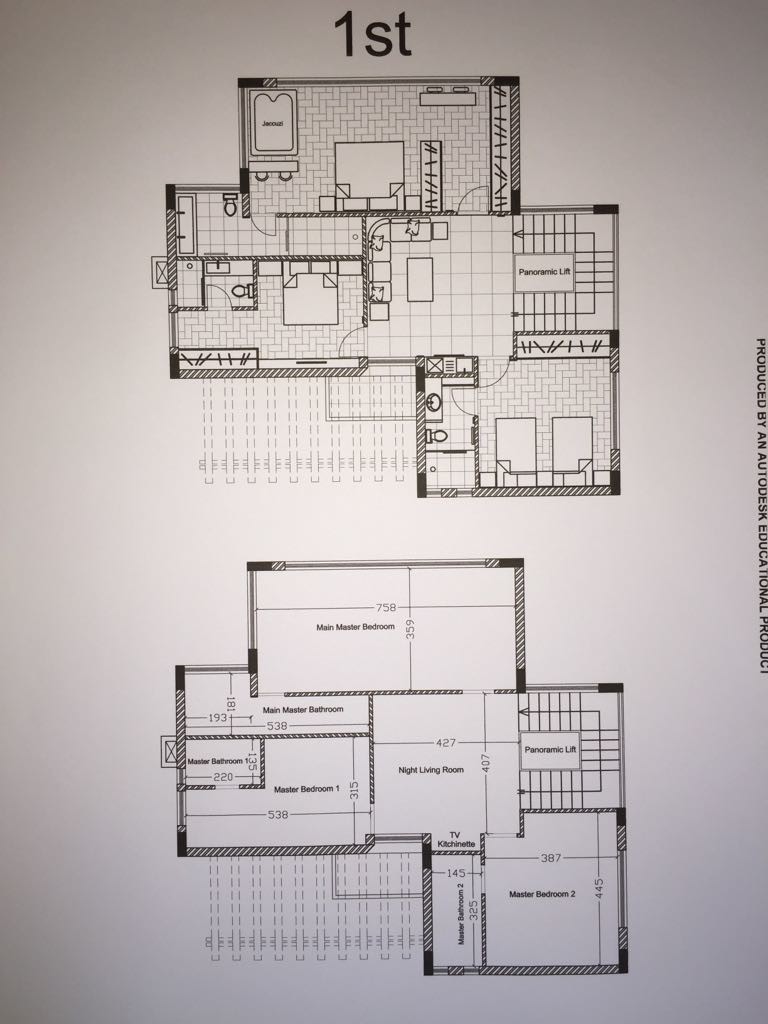 1st
Jacouzi
Panoramic Lift
PRODUCED BY AN AUTODESK EDUCATIONAL PRODUCT
758
Main Master Bedroom
359
181
193
Main Master Bathroom
538
Master Bathroom 1
135
220
Master Bedroom 1
315
538
427
Night Living Room
407
Panoramic Lift
TV
Kitchinette
145
Master Bathroom 2
325
387
Master Bedroom 2
445